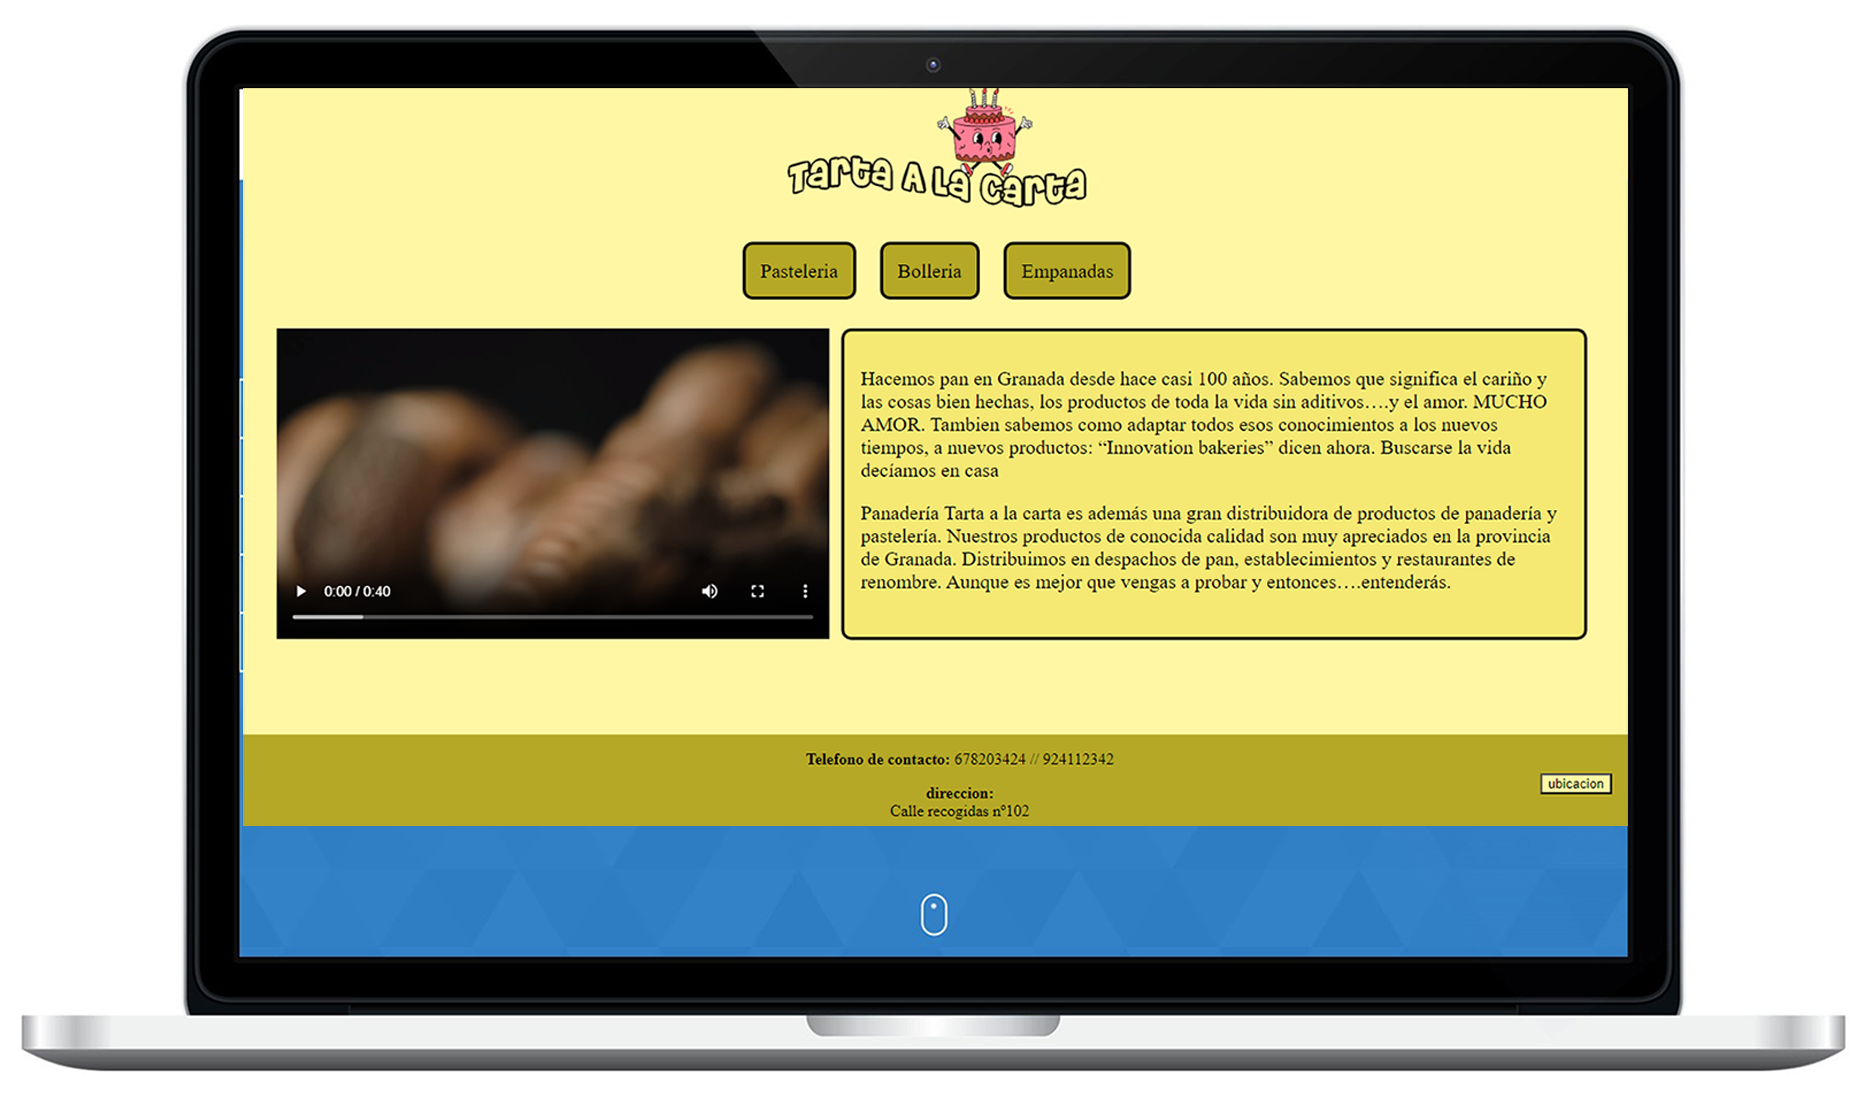 Tarta A La Carta
Pasteleria
Bolleria
Empanadas
0:00 / 0:40
Hacemos pan en Granada desde hace casi 100 años. Sabemos que significa el cariño y
las cosas bien hechas, los productos de toda la vida sin aditivos….y el amor. MUCHO
AMOR. Tambien sabemos como adaptar todos esos conocimientos a los nuevos
tiempos, a nuevos productos: “Innovation bakeries” dicen ahora. Buscarse la vida
decíamos en casa
Panadería Tarta a la carta es además una gran distribuidora de productos de panadería y
pastelería. Nuestros productos de conocida calidad son muy apreciados en la provincia
de Granada. Distribuimos en despachos de pan, establecimientos y restaurantes de
renombre. Aunque es mejor que vengas a probar y entonces….entenderás.
Telefono de contacto: 678203424 // 924112342
direccion:
Calle recogidas nº102
ubicacion